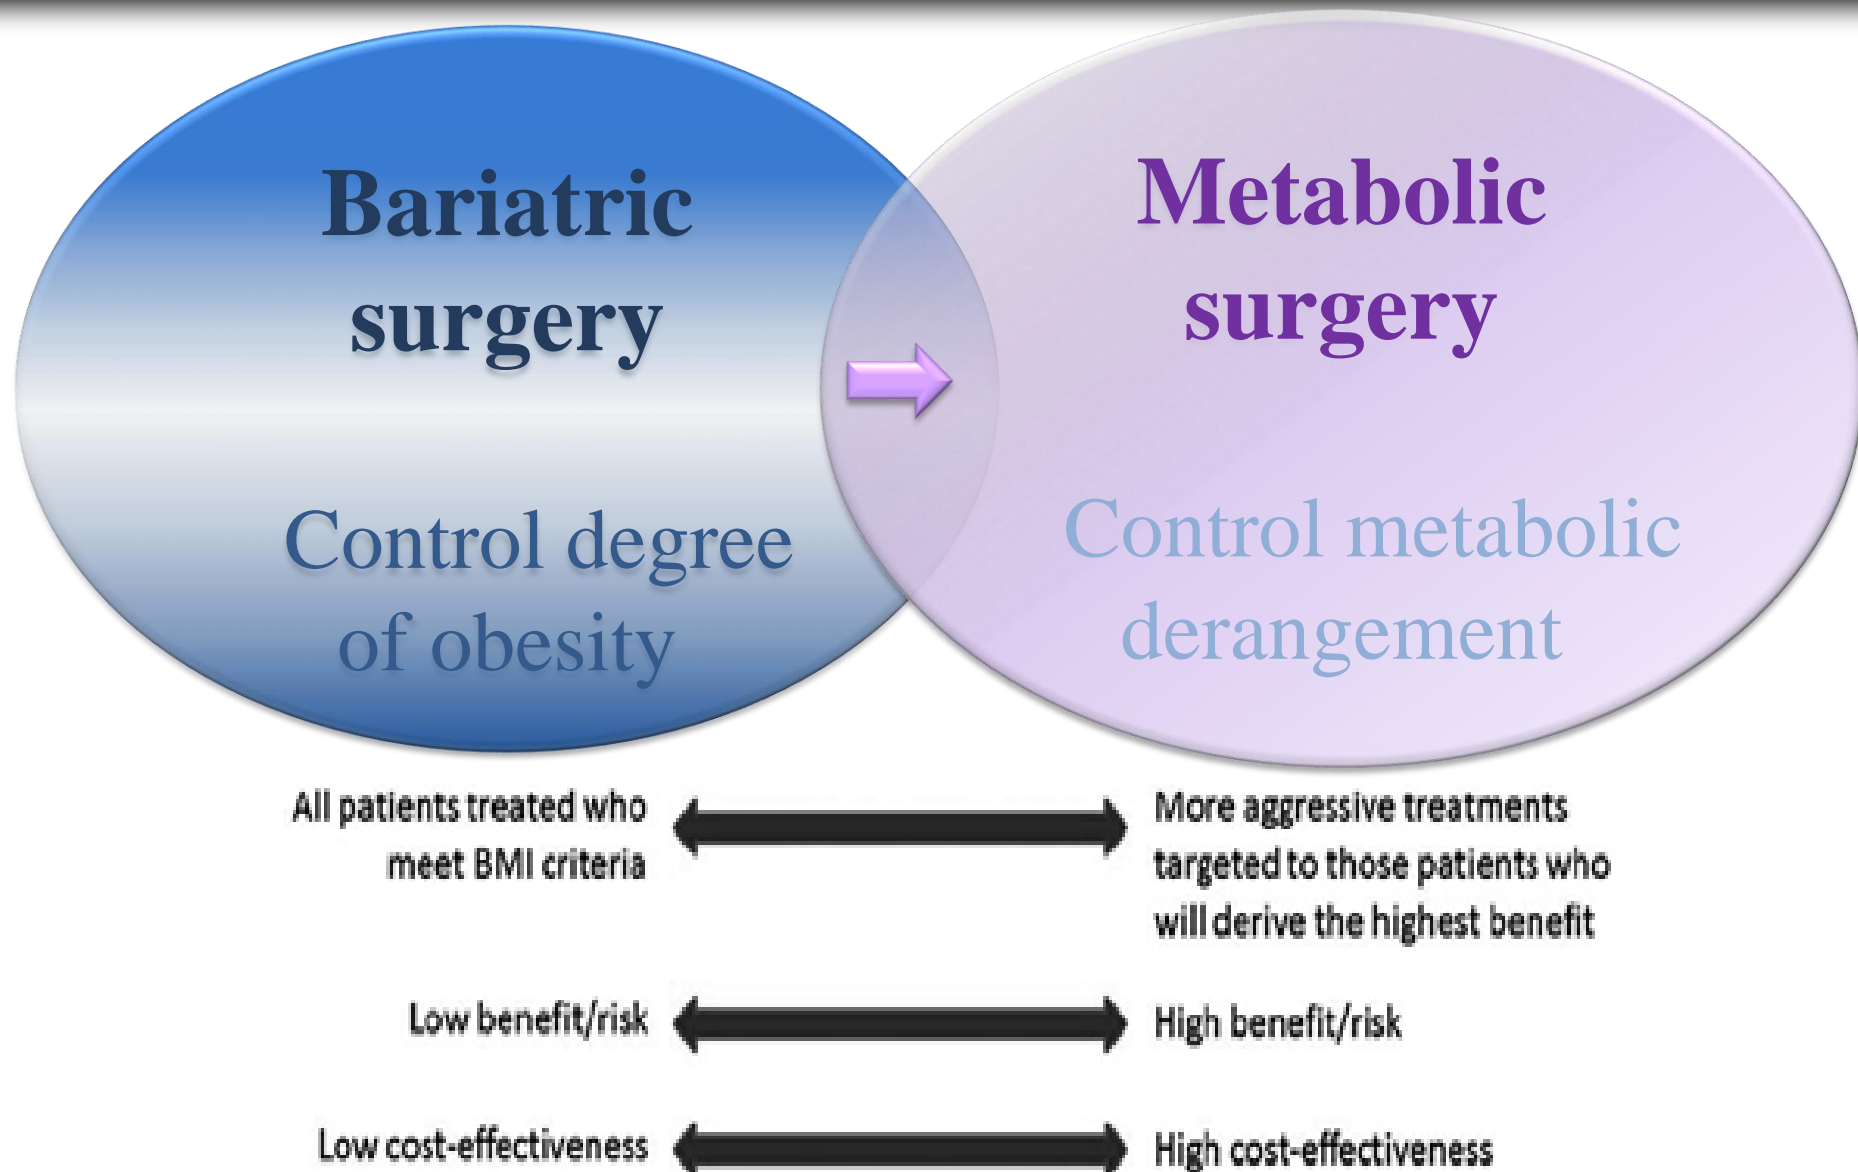 Bariatric
surgery
Control degree
of obesity
Metabolic
surgery
Control metabolic
derangement
All patients treated who
meet BMI criteria
More aggressive treatments
targeted to those patients who
will derive the highest benefit
Low benefit/risk
High benefit/risk
Low cost-effectiveness
High cost-effectiveness